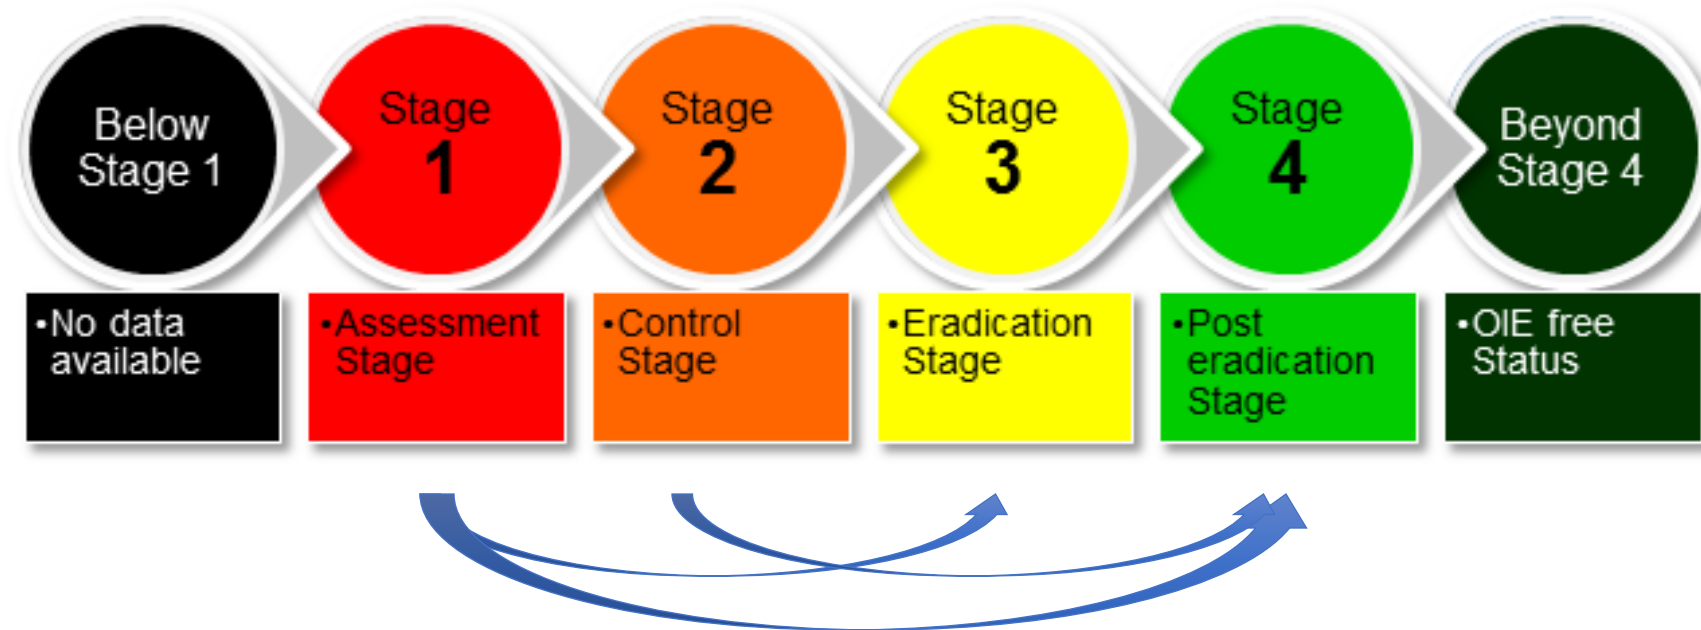 Below
Stage 1
Stage
1
Stage
2
Stage
3
Stage
4
Beyond
Stage 4
•No data
available
•Assessment
Stage
•Control
Stage
•Eradication
Stage
•Post
eradication
Stage
•OIE free
Status